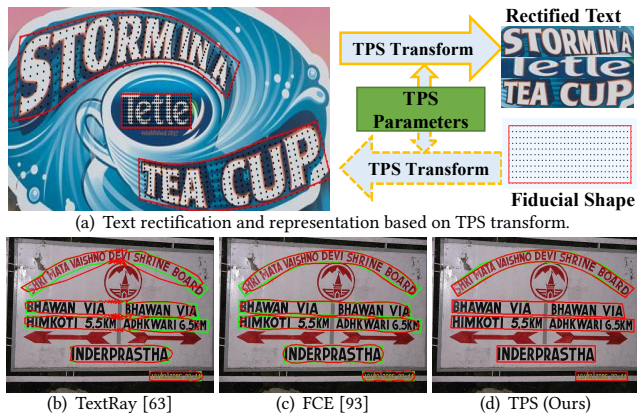 STORM IN A
Tetle
established 2012
TEA CUP
TPS Transform
TPS
Parameters
TPS Transform
Rectified Text
STORM IN A
Tetle
TEA CUP
Fiducial Shape
(a) Text rectification and representation based on TPS transform.
SHRI MATA VAISHNO DEVI SHRINE BOARD
BHAWAN VIA BHAWAN VIA
HIMKOTI 5.5KM ADHKWARI 6.5KM
INDERPRASTHA
SHRI MATA VAISHNO DEVI SHRINE BOARD
BHAWAN VIA BHAWAN VIA
HIMKOTI 5.5KM ADHKWARI 6.5KM
INDERPRASTHA
SHRI MATA VAISHNO DEVI SHRINE BOARD
BHAWAN VIA BHAWAN VIA
HIMKOTI 5.5KM ADHKWARI 6.5KM
INDERPRASTHA
(b) TextRay [63]
(c) FCE [93]
(d) TPS (Ours)